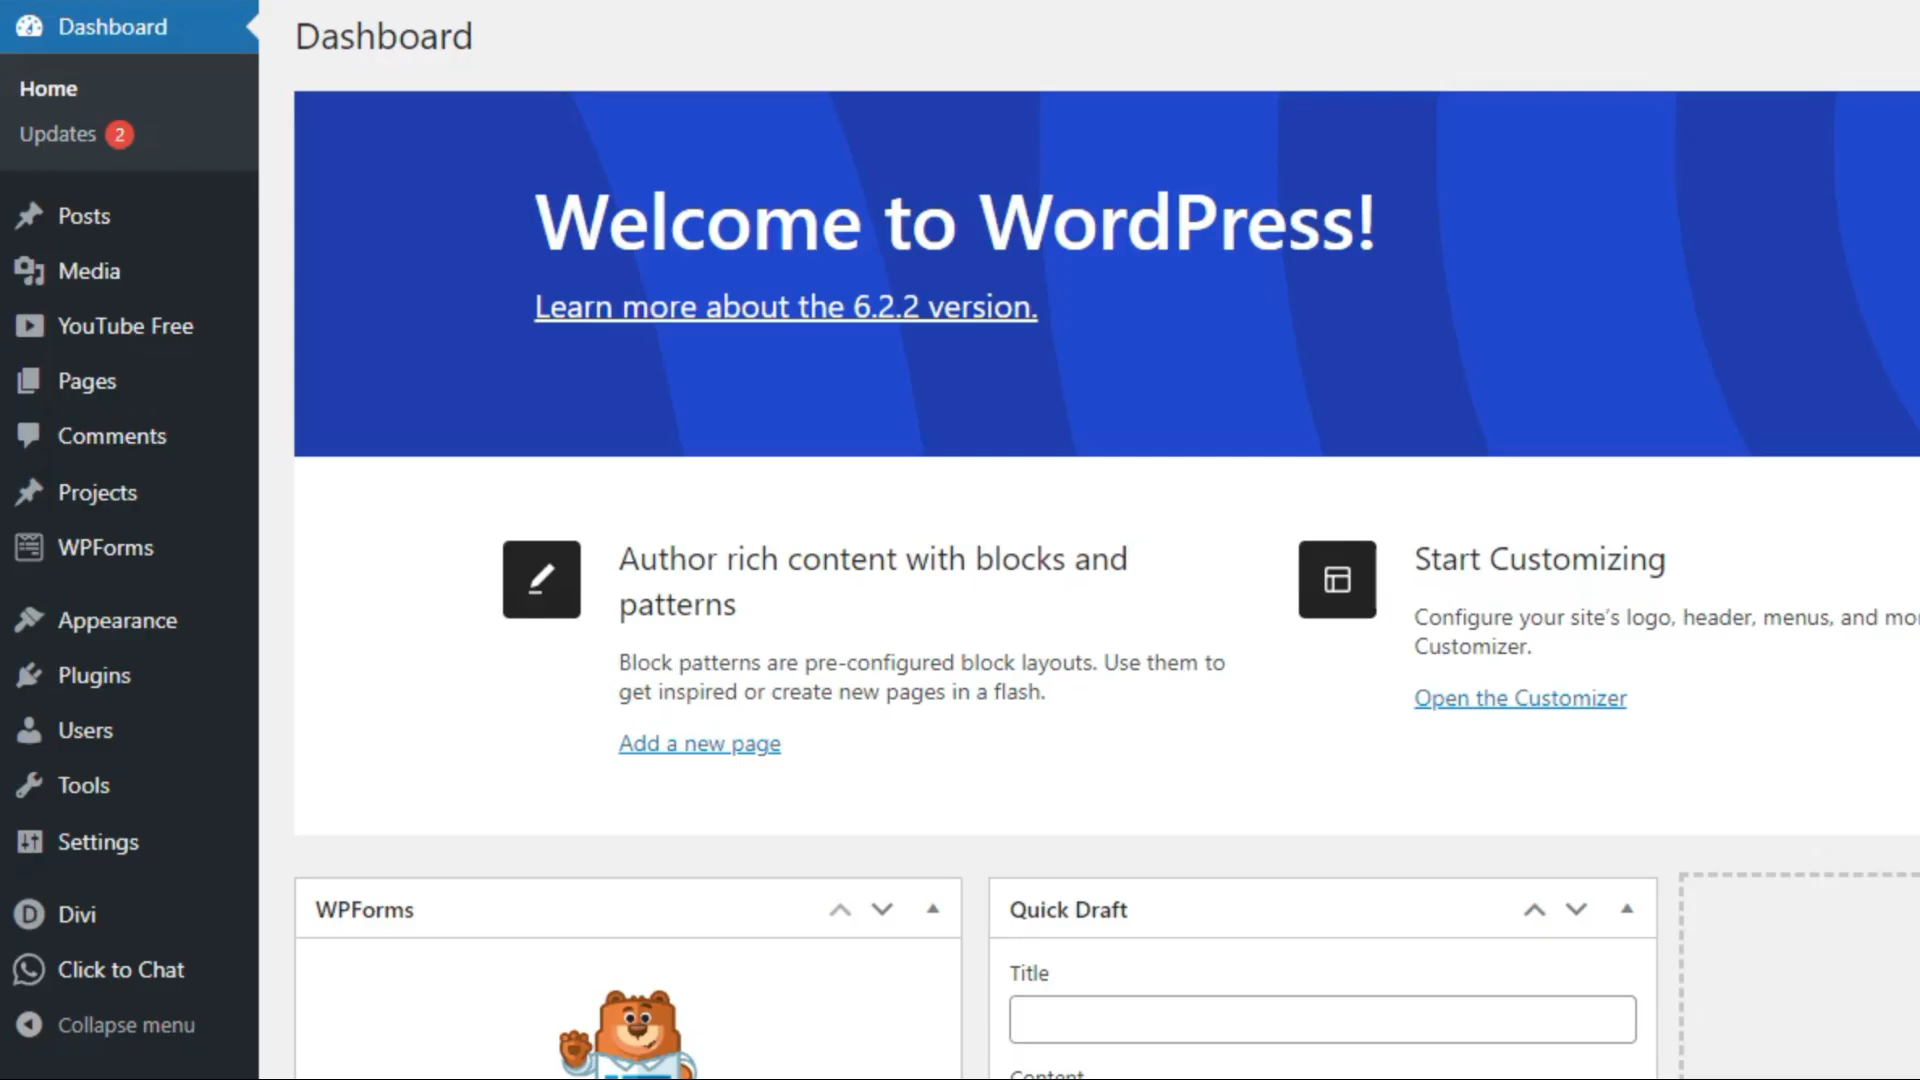 Dashboard
Home
Updates 2
Posts
Media
YouTube Free
Pages
Comments
Projects
WPForms
Appearance
Plugins
Users
Tools
Settings
Divi
Click to Chat
Collapse menu
Dashboard
Welcome to WordPress!
Learn more about the 6.2.2 version.
Author rich content with blocks and
patterns
Block patterns are pre-configured block layouts. Use them to
get inspired or create new pages in a flash.
Add a new page
Start Customizing
Configure your site's logo, header, menus, and
Customizer.
Open the Customizer
WPForms
Quick Draft
Title
Content